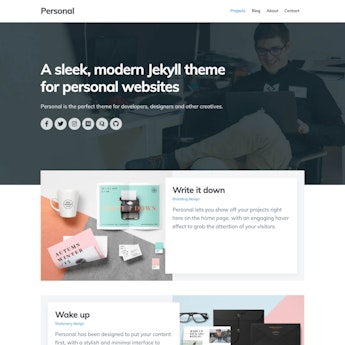 Personal
Projects Blog About Contact
A sleek, modern Jekyll theme
for personal websites
Personal is the perfect theme for developers, designers and other creatives.
Write it down
Branding design
Personal lets you show off your projects right
here on the home page, with an engaging hover
effect to grab the attention of your visitors.
AUTUMN
WINTER
Wake up
Stationery design
Personal has been designed to put your content
first, with a stylish and minimal interface to